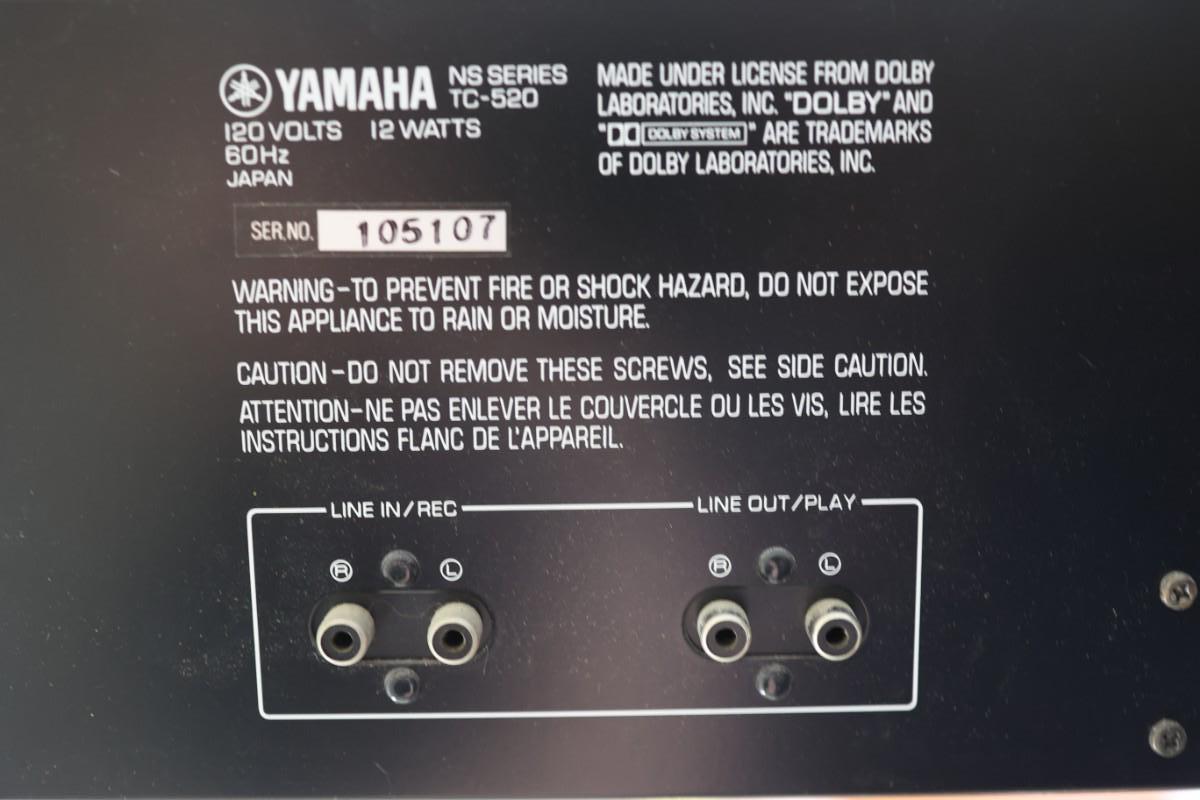 YAMAHA NS SERIES
TC-520
120 VOLTS 12 WATTS
60Hz
JAPAN
MADE UNDER LICENSE FROM DOLBY
LABORATORIES, INC. "DOLBY" AND
"DOLBY SYSTEM" ARE TRADEMARKS
OF DOLBY LABORATORIES, INC.
SER.NO. 105107
WARNING-TO PREVENT FIRE OR SHOCK HAZARD, DO NOT EXPOSE
THIS APPLIANCE TO RAIN OR MOISTURE.
CAUTION-DO NOT REMOVE THESE SCREWS, SEE SIDE CAUTION.
ATTENTION-NE PAS ENLEVER LE COUVERCLE OU LES VIS, LIRE LES
INSTRUCTIONS FLANC DE L'APPAREIL.
LINE IN/REC LINE OUT/PLAY
R L R L